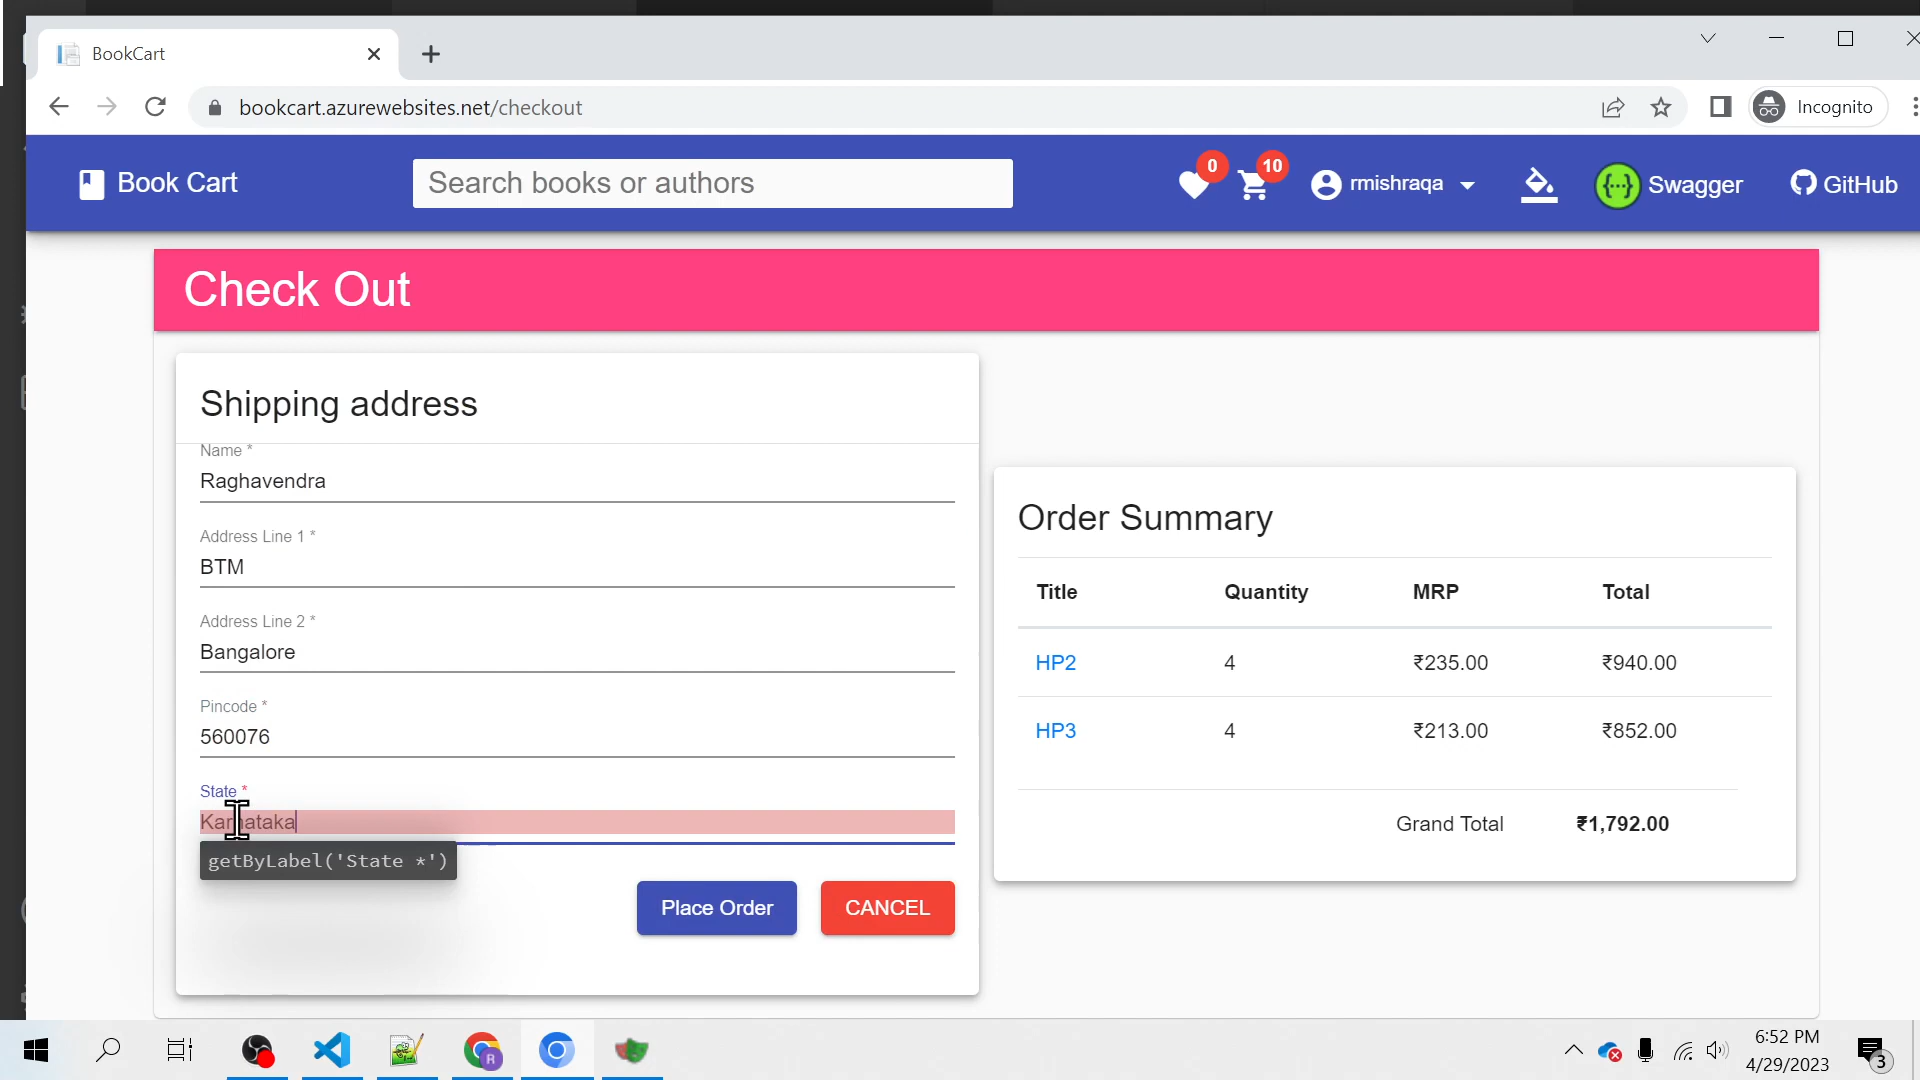 BookCart
bookcart.azurewebsites.net/checkout
Incognito
Book Cart
Search books or authors
0
10
rmishraqa
Swagger
GitHub
Check Out
Shipping address
Name *
Raghavendra
Address Line 1 *
BTM
Address Line 2 *
Bangalore
Pincode *
560076
State *
Karnataka
getByLabel('State *')
Place Order
CANCEL
Order Summary
Title Quantity MRP Total
HP2 4 ₹235.00 ₹940.00
HP3 4 ₹213.00 ₹852.00
Grand Total ₹1,792.00
R
6:52 PM
4/29/2023
3